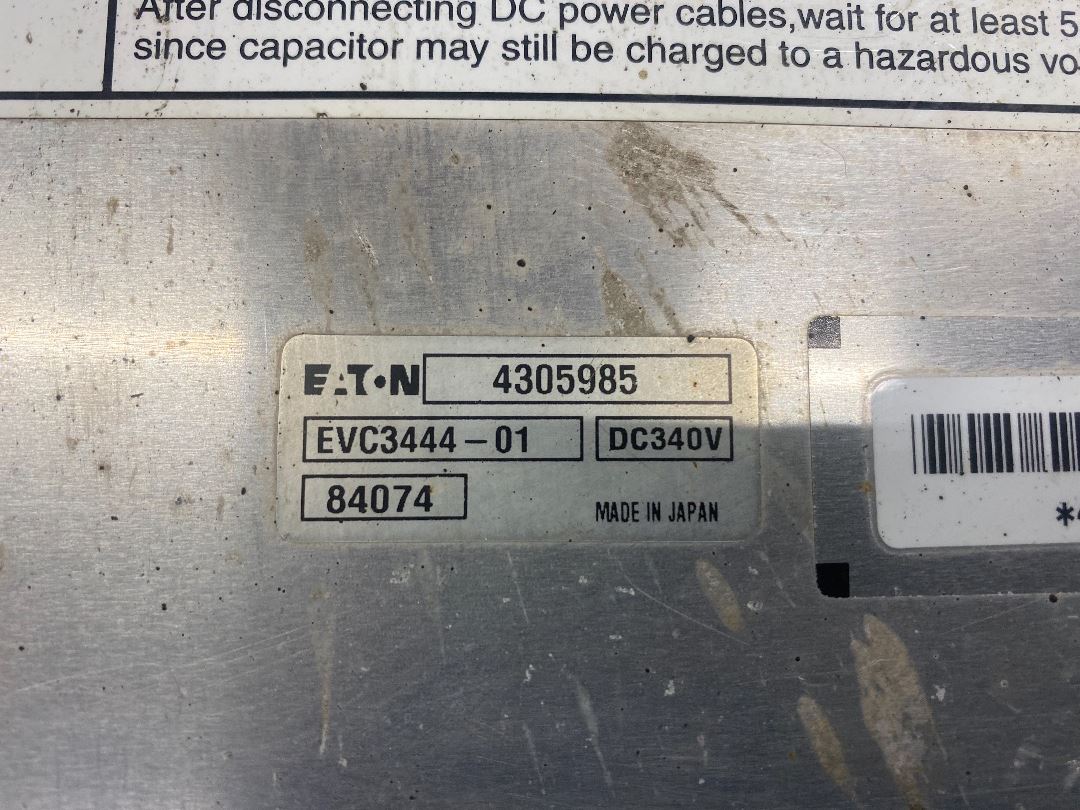 After disconnecting DC power cables,wait for at least 5
since capacitor may still be charged to a hazardous
EATON 4305985
EVC3444-01 DC340V
84074 MADE IN JAPAN